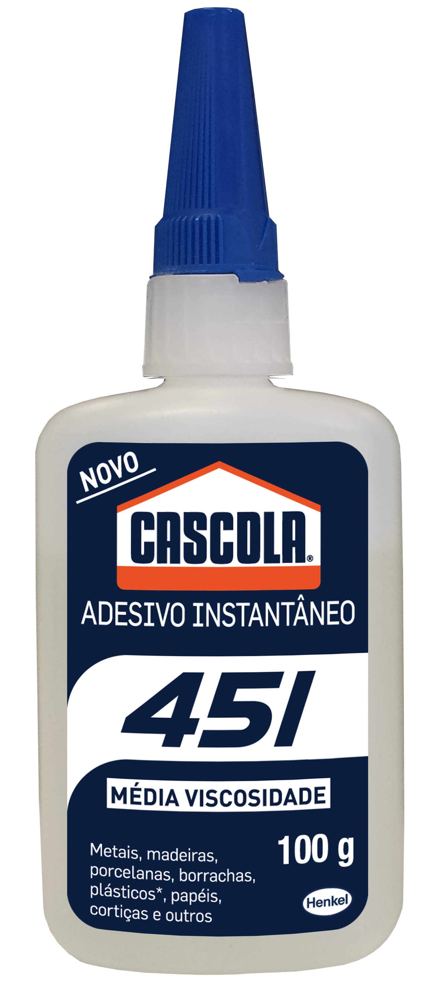 NOVO
CASCOLA®
ADESIVO INSTANTÂNEO
451
MÉDIA VISCOSIDADE
100 g
Metais, madeiras,
porcelanas, borrachas,
plásticos*, papéis,
cortiças e outros
Henkel